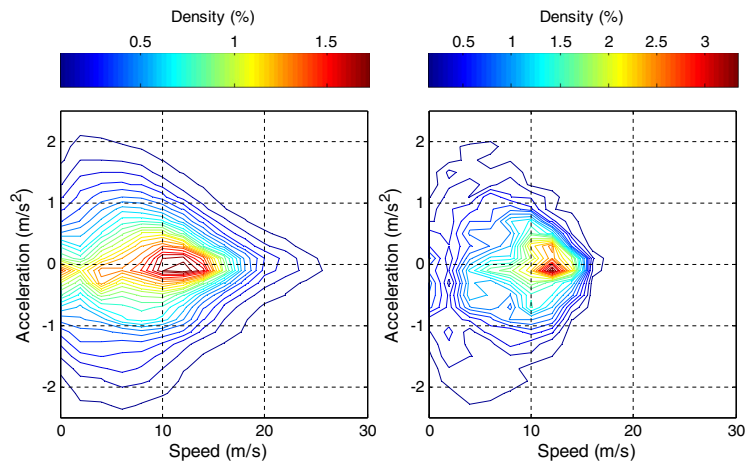 Density (%)
0.5 1 1.5
Acceleration (m/s²)
2
1
0
-1
-2
0 10 20 30
Speed (m/s)
Density (%)
0.5 1 1.5 2 2.5 3
Acceleration (m/s²)
2
1
0
-1
-2
0 10 20 30
Speed (m/s)